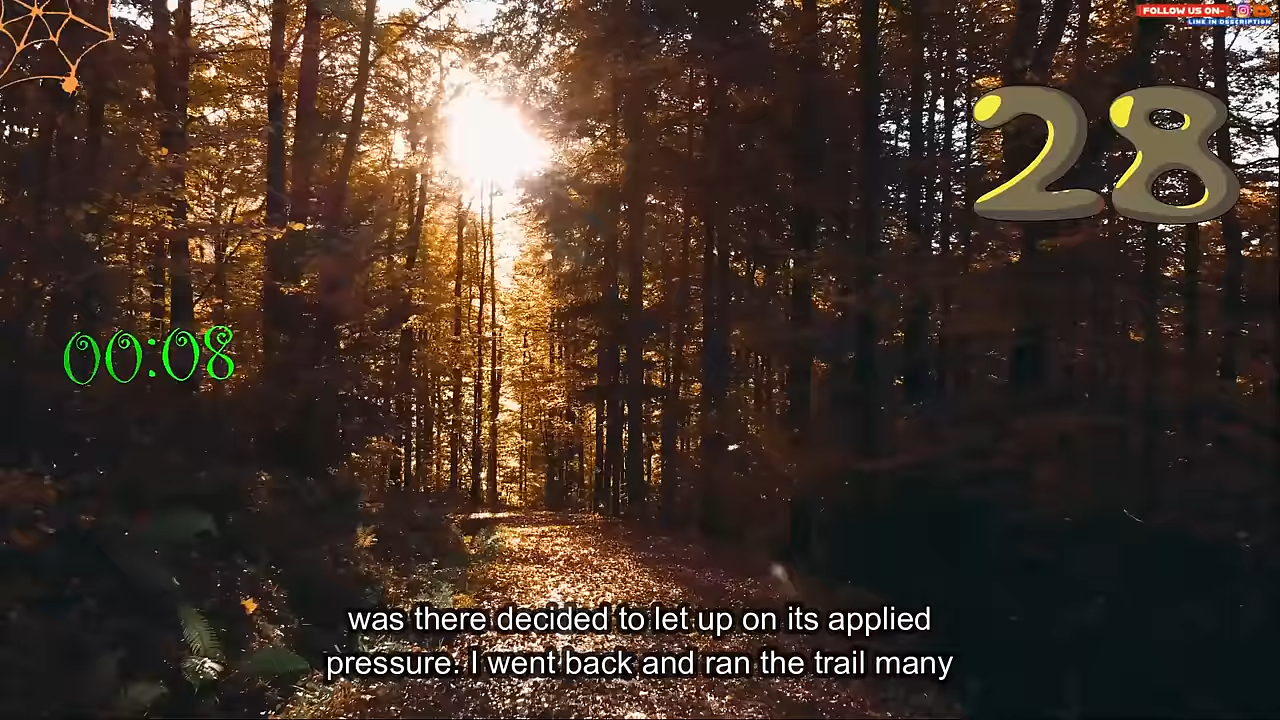 FOLLOW US ON-
LINK IN DESCRIPTION
28
00:08
was there decided to let up on its applied
pressure. I went back and ran the trail many